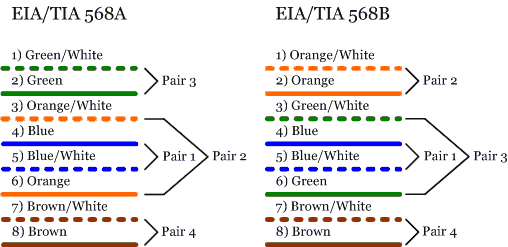 EIA/TIA 568A
1) Green/White
2) Green
Pair 3
3) Orange/White
4) Blue
5) Blue/White
Pair 1
Pair 2
6) Orange
7) Brown/White
8) Brown
Pair 4
EIA/TIA 568B
1) Orange/White
2) Orange
Pair 2
3) Green/White
4) Blue
5) Blue/White
Pair 1
Pair 3
6) Green
7) Brown/White
8) Brown
Pair 4